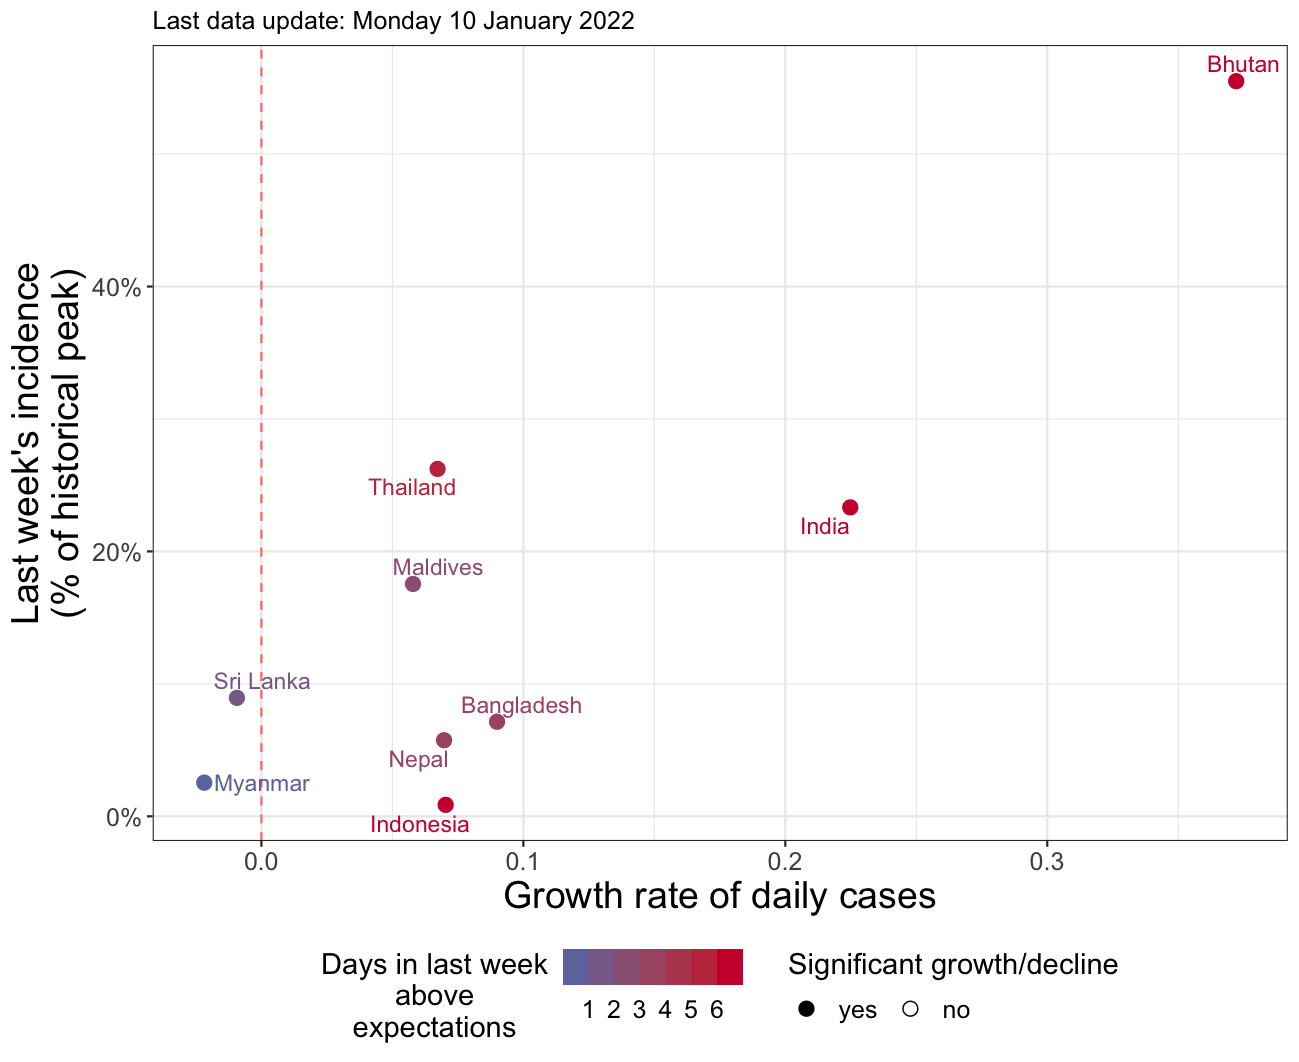 Last data update: Monday 10 January 2022
Bhutan
40%
Thailand
India
20%
Maldives
Sri Lanka
Bangladesh
Nepal
Myanmar
0%
Indonesia
Last week's incidence
(% of historical peak)
0.0 0.1 0.2 0.3
Growth rate of daily cases
Days in last week
above
expectations
1 2 3 4 5 6
Significant growth/decline
yes no